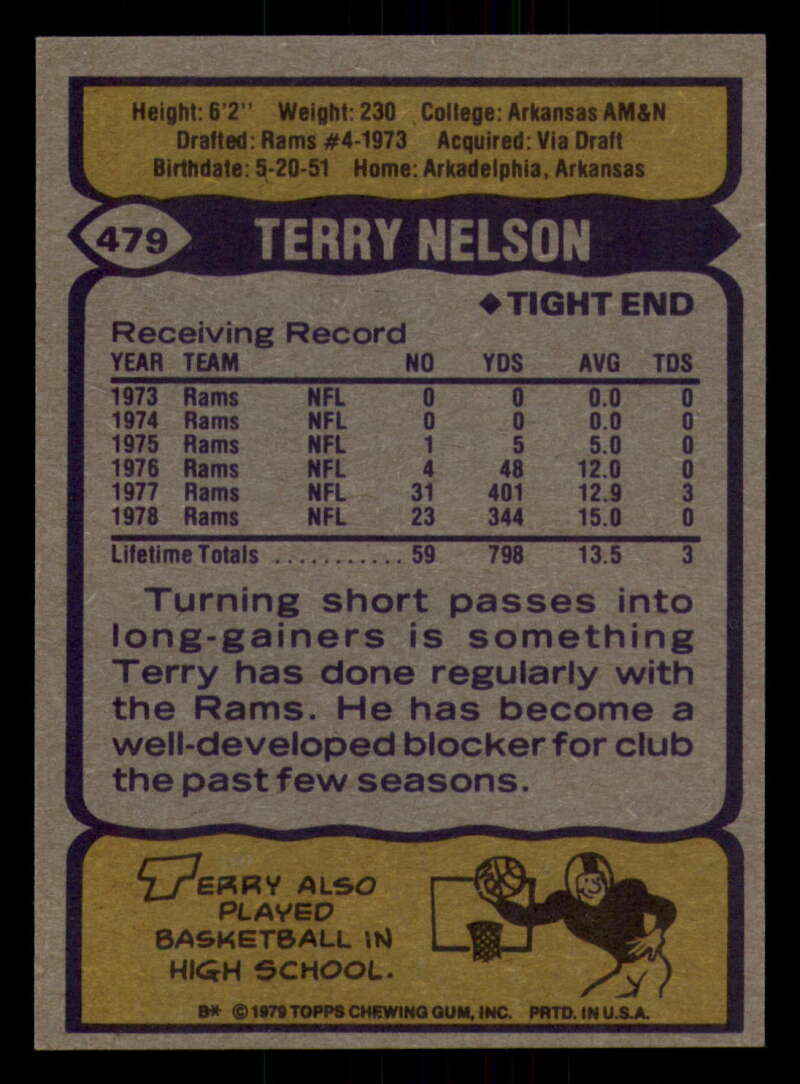 Height: 6'2" Weight: 230 College: Arkansas AM&N
Drafted: Rams #4-1973 Acquired: Via Draft
Birthdate: 5-20-51 Home: Arkadelphia, Arkansas
479 TERRY NELSON
◆ TIGHT END
Receiving Record
YEAR TEAM NO YDS AVG TDS
1973 Rams NFL 0 0 0.0 0
1974 Rams NFL 0 0 0.0 0
1975 Rams NFL 1 5 5.0 0
1976 Rams NFL 4 48 12.0 0
1977 Rams NFL 31 401 12.9 3
1978 Rams NFL 23 344 15.0 0
Lifetime Totals ........... 59 798 13.5 3
Turning short passes into
long-gainers is something
Terry has done regularly with
the Rams. He has become a
well-developed blocker for club
the past few seasons.
TERRY ALSO
PLAYED
BASKETBALL IN
HIGH SCHOOL.
B* © 1979 TOPPS CHEWING GUM, INC. PRTD. IN U.S.A.